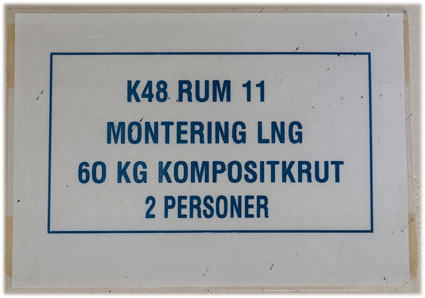 K48 RUM 11
MONTERING LNG
60 KG KOMPOSITKRUT
2 PERSONER